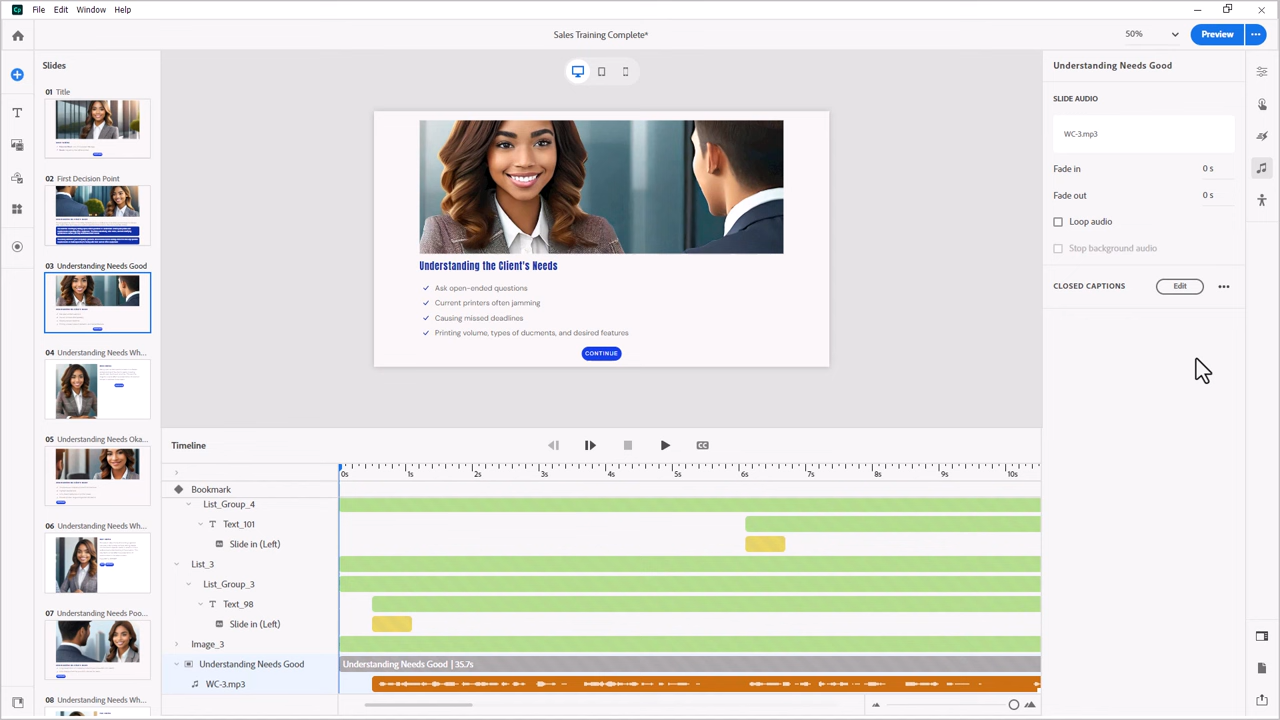 Cp File Edit Window Help
Sales Training Complete*
50%
Preview
Slides
01 Title
02 First Decision Point
03 Understanding Needs Good
04 Understanding Needs Wh...
05 Understanding Needs Oka...
06 Understanding Needs Wh...
07 Understanding Needs Poo...
08 Understanding Needs Wh...
Understanding the Client's Needs
Ask open-ended questions
Current printers often jamming
Causing missed deadlines
Printing volume, types of ducments, and desired features
CONTINUE
Understanding Needs Good
SLIDE AUDIO
WC-3.mp3
Fade in 0 s
Fade out 0 s
Loop audio
Stop background audio
CLOSED CAPTIONS Edit
Timeline
CC
0s 1s 2s 3s 4s 5s 6s 7s 8s 9s 10s
Bookmark
List_Group_4
Text_101
Slide in (Left)
List_3
List_Group_3
Text_98
Slide in (Left)
Image_3
Understanding Needs Good
Understanding Needs Good | 35.7s
WC-3.mp3